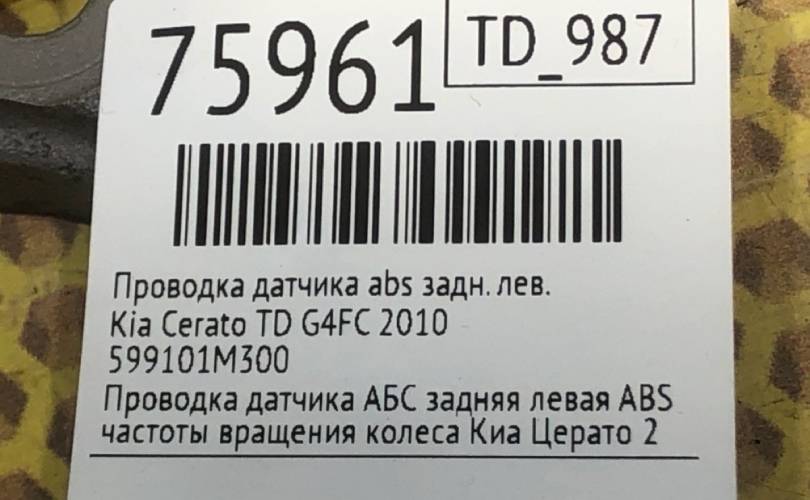 75961
TD_987
Проводка датчика abs задн. лев.
Kia Cerato TD G4FC 2010
599101M300
Проводка датчика АБС задняя левая ABS
частоты вращения колеса Киа Церато 2